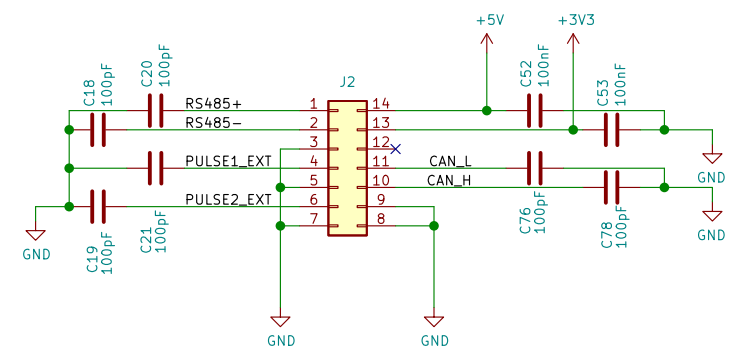 +5V
+3V3
C18
100pF
C20
100pF
J2
C52
100nF
C53
100nF
RS485+
1
14
RS485-
2
13
3
12
PULSE1_EXT
4
11
CAN_L
5
10
CAN_H
PULSE2_EXT
6
9
7
8
GND
GND
C19
100pF
C21
100pF
C76
100pF
C78
100pF
GND
GND
GND